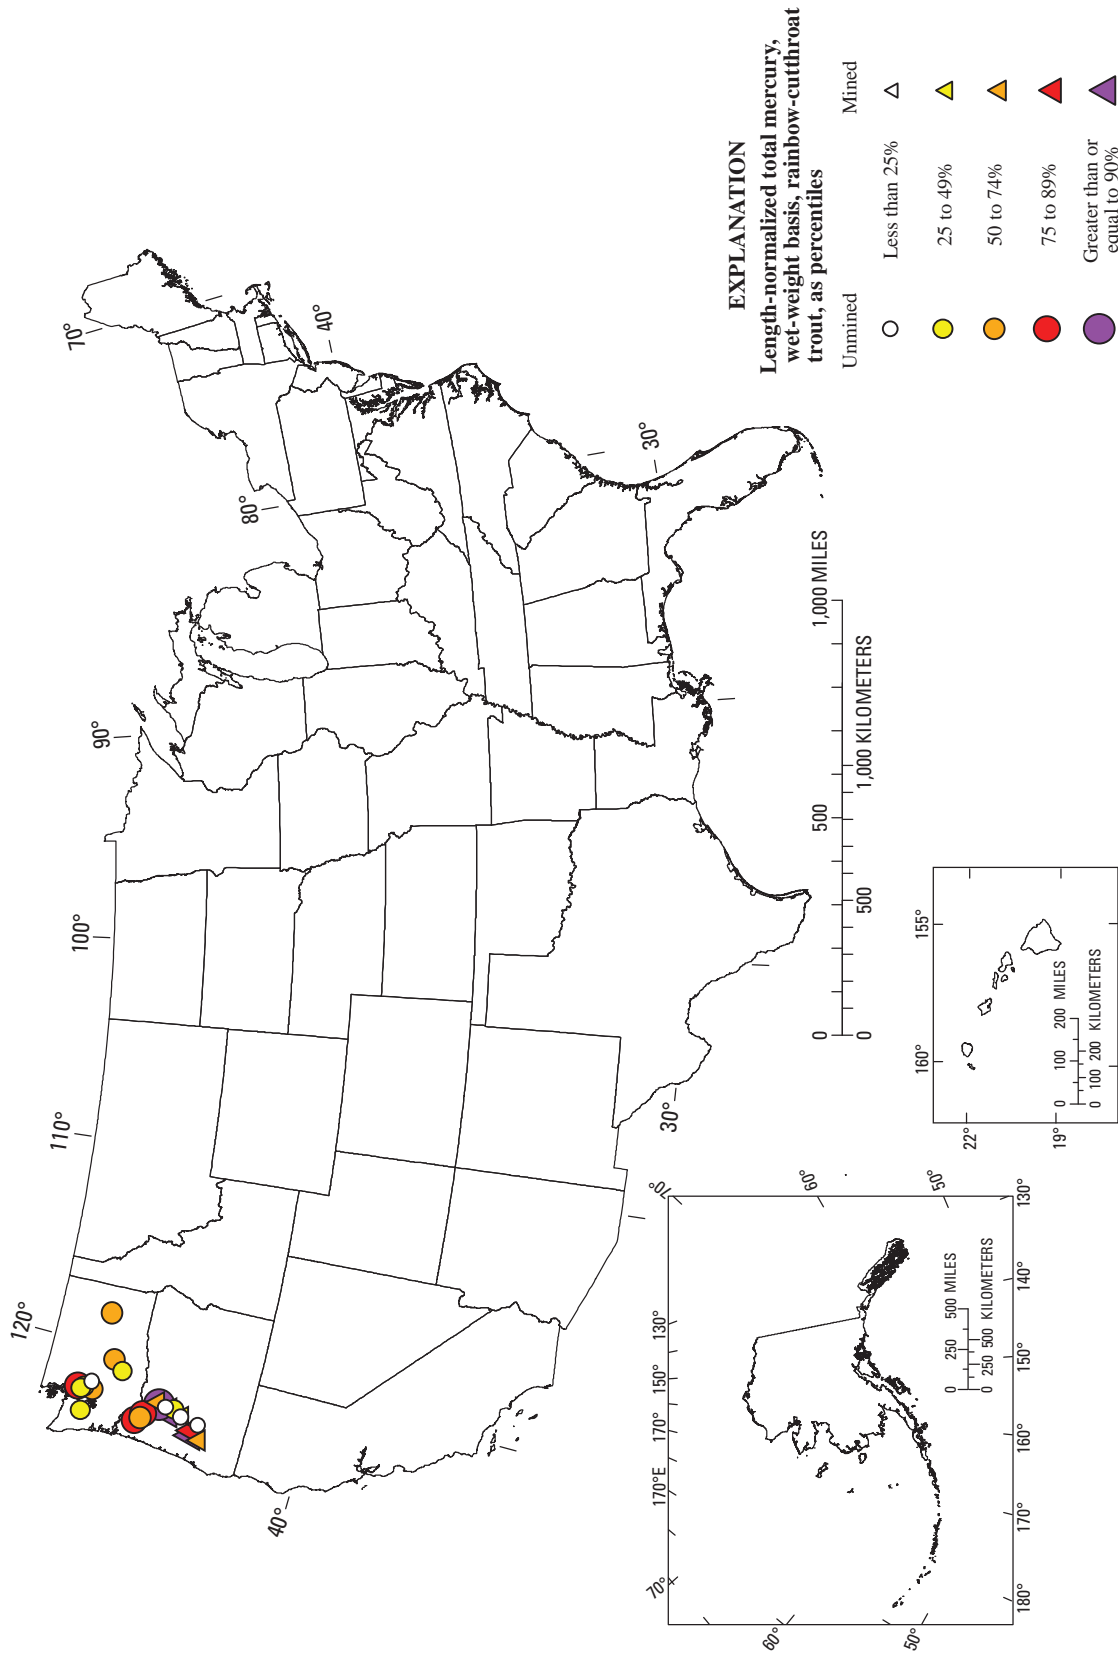 120°
110°
100°
90°
80°
70°
40°
30°
40°
30°
0
500
1,000 MILES
0
500
1,000 KILOMETERS
EXPLANATION
Length-normalized total mercury,
wet-weight basis, rainbow-cutthroat
trout, as percentiles
Unmined
Mined
Less than 25%
25 to 49%
50 to 74%
75 to 89%
Greater than or
equal to 90%
70°
170°E
170°
150°
130°
70°
60°
50°
60°
50°
180°
170°
160°
150°
140°
130°
0 250 500 MILES
0 250 500 KILOMETERS
160°
155°
22°
19°
0 100 200 MILES
0 100 200 KILOMETERS